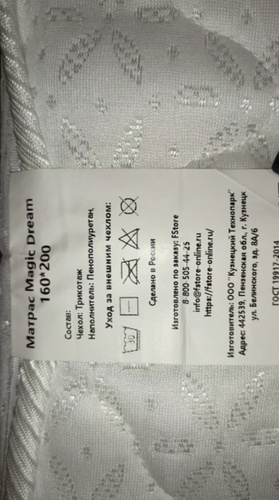 Матрас Magic Dream
160*200
Состав:
Чехол: Трикотаж
Наполнитель: Пенополиуретан
Уход за внешним чехлом:
Сделано в России
Изготовлено по заказу: FStore
8-800-505-44-25
info@fstore-online.ru
https://fstore-online.ru/
Изготовитель: ООО "Кузнецкий Технопарк"
Адрес: 442539, Пензенская обл, г. Кузнецк
ул. Белинского, зд. 8А/6
ГОСТ 19917-2014